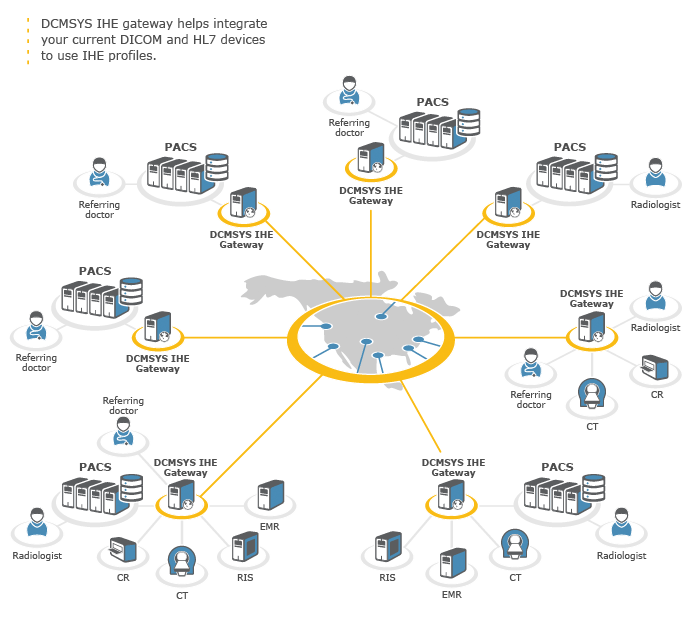 DCMSYS IHE gateway helps integrate
your current DICOM and HL7 devices
to use IHE profiles.
PACS
Referring
doctor
DCMSYS IHE
Gateway
PACS
Referring
doctor
DCMSYS IHE
Gateway
PACS
Radiologist
DCMSYS IHE
Gateway
PACS
Referring
doctor
DCMSYS IHE
Gateway
DCMSYS IHE
Gateway
Radiologist
Referring
doctor
CR
CT
Referring
doctor
PACS
DCMSYS IHE
Gateway
Radiologist
CR
CT
RIS
EMR
DCMSYS IHE
Gateway
PACS
RIS
EMR
CT
Radiologist